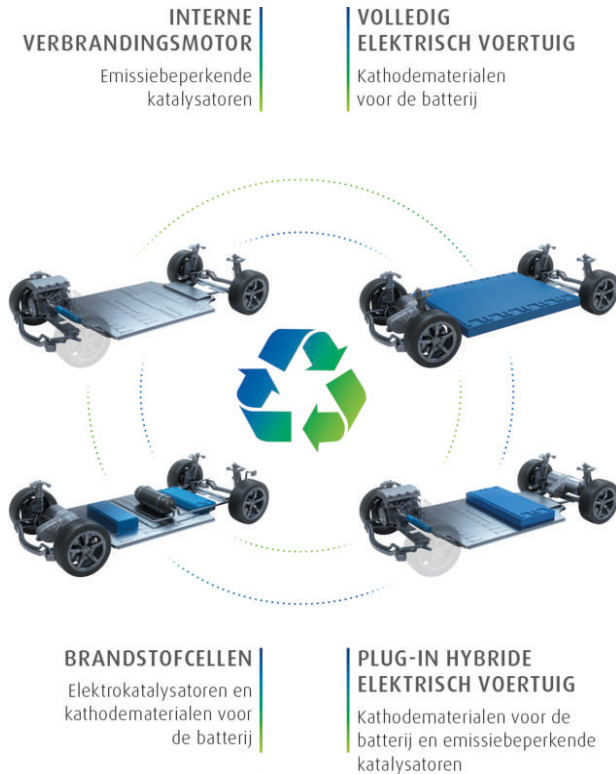 INTERNE
VERBRANDINGSMOTOR
Emissiebeperkende
katalysatoren
VOLLEDIG
ELEKTRISCH VOERTUIG
Kathodematerialen
voor de batterij
BRANDSTOFCELLEN
Elektrokatalysatoren en
kathodematerialen voor
de batterij
PLUG-IN HYBRIDE
ELEKTRISCH VOERTUIG
Kathodematerialen voor de
batterij en emissiebeperkende
katalysatoren